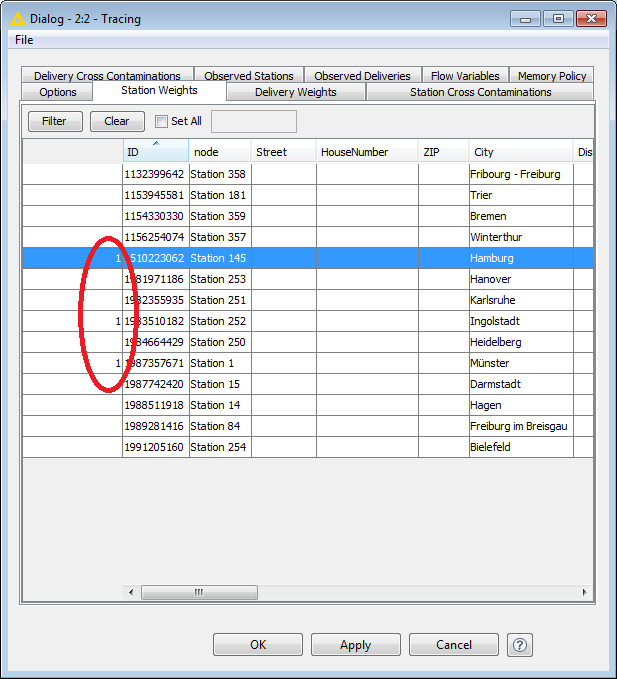 Dialog - 2:2 - Tracing
File
Delivery Cross Contaminations Observed Stations Observed Deliveries Flow Variables Memory Policy
Options Station Weights Delivery Weights Station Cross Contaminations
Filter Clear Set All
ID node Street HouseNumber ZIP City Dis
1132399642 Station 358 Fribourg - Freiburg
1153945581 Station 181 Trier
1154330330 Station 359 Bremen
1156254074 Station 357 Winterthur
1 1510223062 Station 145 Hamburg
1981971186 Station 253 Hanover
1982355935 Station 251 Karlsruhe
1 1983510182 Station 252 Ingolstadt
1984664429 Station 250 Heidelberg
1 1987357671 Station 1 Münster
1987742420 Station 15 Darmstadt
1988511918 Station 14 Hagen
1989281416 Station 84 Freiburg im Breisgau
1991205160 Station 254 Bielefeld
OK Apply Cancel ?